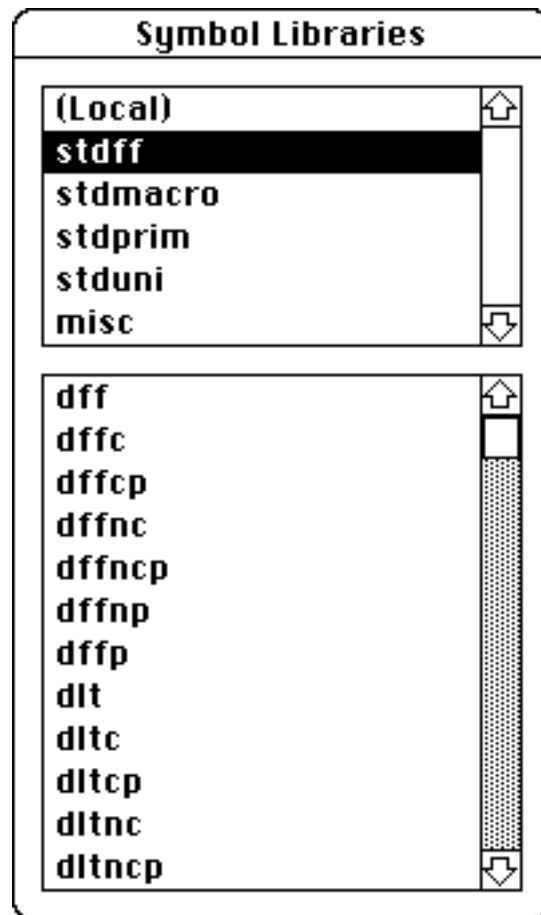 Symbol Libraries
(Local)
stdff
stdmacro
stdprim
stduni
misc
dff
dffc
dffcp
dffnc
dffncp
dffnp
dffp
dlt
dltc
dltcp
dltnc
dltncp